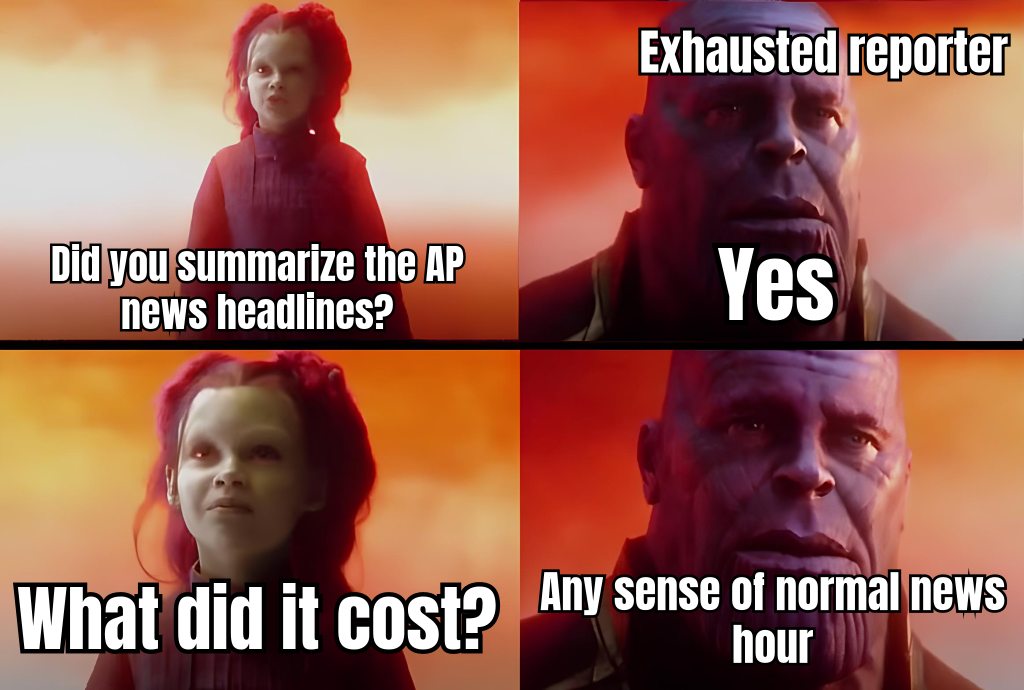 Did you summarize the AP
news headlines?
Exhausted reporter
Yes
What did it cost?
Any sense of normal news
hour